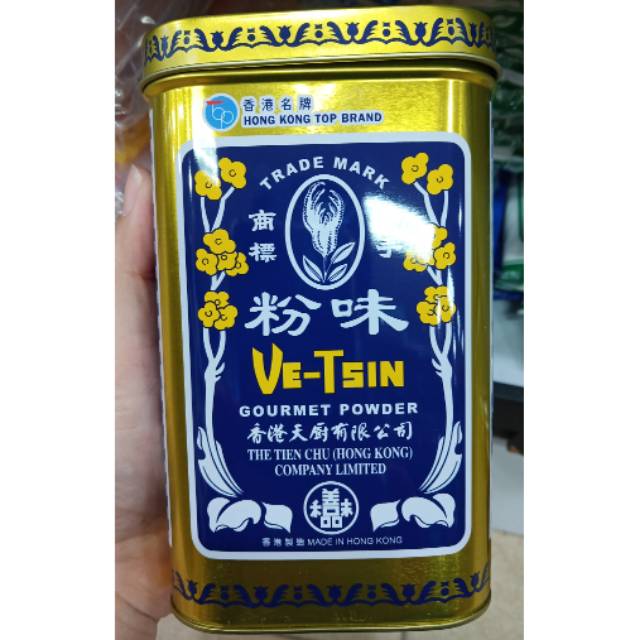 香港名牌
HONG KONG TOP BRAND
TRADE MARK
商標
粉味
VE-TSIN
GOURMET POWDER
香港天厨有限公司
THE TIEN CHU (HONG KONG)
COMPANY LIMITED
香港製造 MADE IN HONG KONG